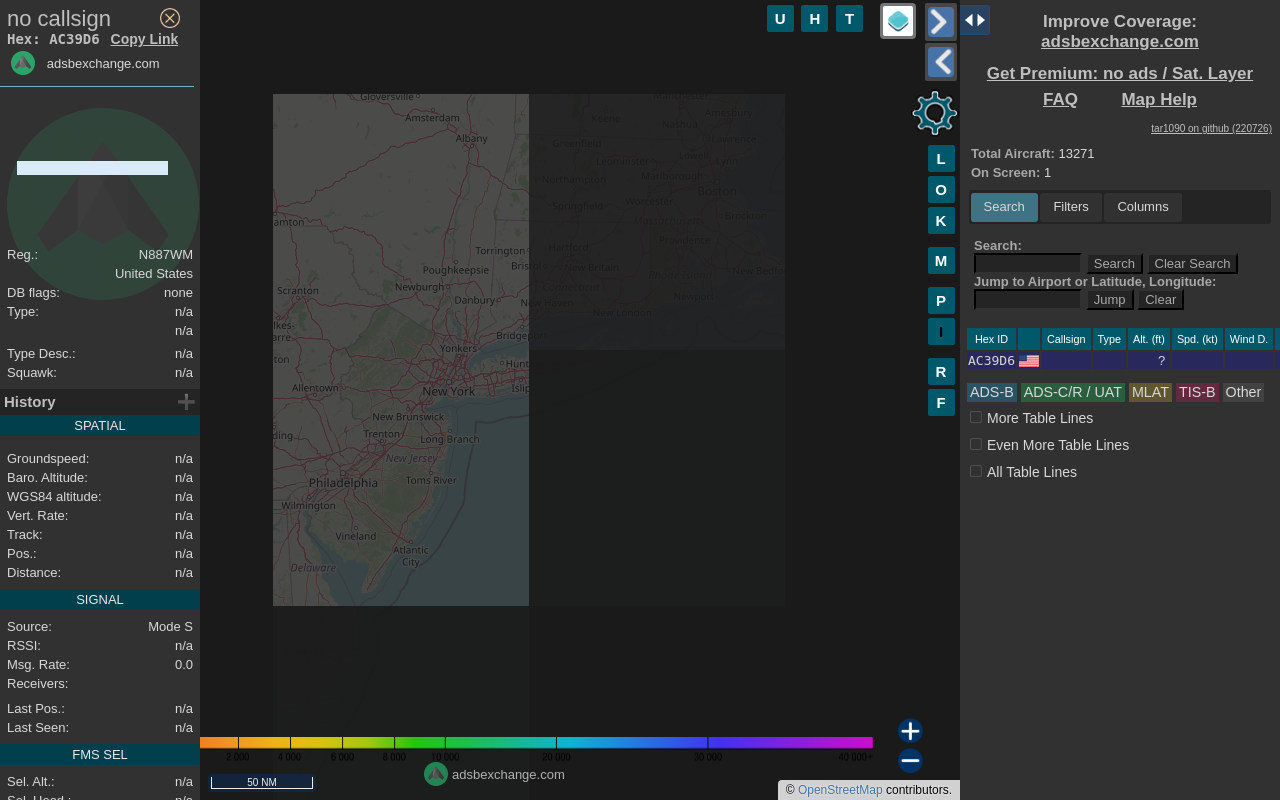 no callsign
Hex: AC39D6 Copy Link
adsbexchange.com
Reg.: N887WM
United States
DB flags: none
Type: n/a
n/a
Type Desc.: n/a
Squawk: n/a
History
SPATIAL
Groundspeed: n/a
Baro. Altitude: n/a
WGS84 altitude: n/a
Vert. Rate: n/a
Track: n/a
Pos.: n/a
Distance: n/a
SIGNAL
Source: Mode S
RSSI: n/a
Msg. Rate: 0.0
Receivers:
Last Pos.: n/a
Last Seen: n/a
FMS SEL
Sel. Alt.: n/a
Sel. Head.: n/a
U H T
L
O
K
M
P
I
R
F
Gloversville
Amsterdam
Albany
Keene
Nashua
Amesbury
Greenfield
Lawrence
Leominster
Lowell
Lynn
Northampton
Marlborough
Boston
Springfield
Worcester
Brockton
Massachusetts
Torrington
Hartford
Providence
Poughkeepsie
New Britain
Scranton
Newburgh
Danbury
New Haven
Newport
New London
Bridgeport
Yonkers
Allentown
New York
New Brunswick
Trenton
Long Branch
New Jersey
Philadelphia
Toms River
Wilmington
Vineland
Atlantic
City
Delaware
2 000 4 000 6 000 8 000 10 000 20 000 30 000 40 000+
adsbexchange.com
50 NM
© OpenStreetMap contributors.
Improve Coverage:
adsbexchange.com
Get Premium: no ads / Sat. Layer
FAQ Map Help
tar1090 on github (220726)
Total Aircraft: 13271
On Screen: 1
Search Filters Columns
Search:
Search Clear Search
Jump to Airport or Latitude, Longitude:
Jump Clear
Hex ID Callsign Type Alt. (ft) Spd. (kt) Wind D.
AC39D6 ?
ADS-B ADS-C/R / UAT MLAT TIS-B Other
More Table Lines
Even More Table Lines
All Table Lines